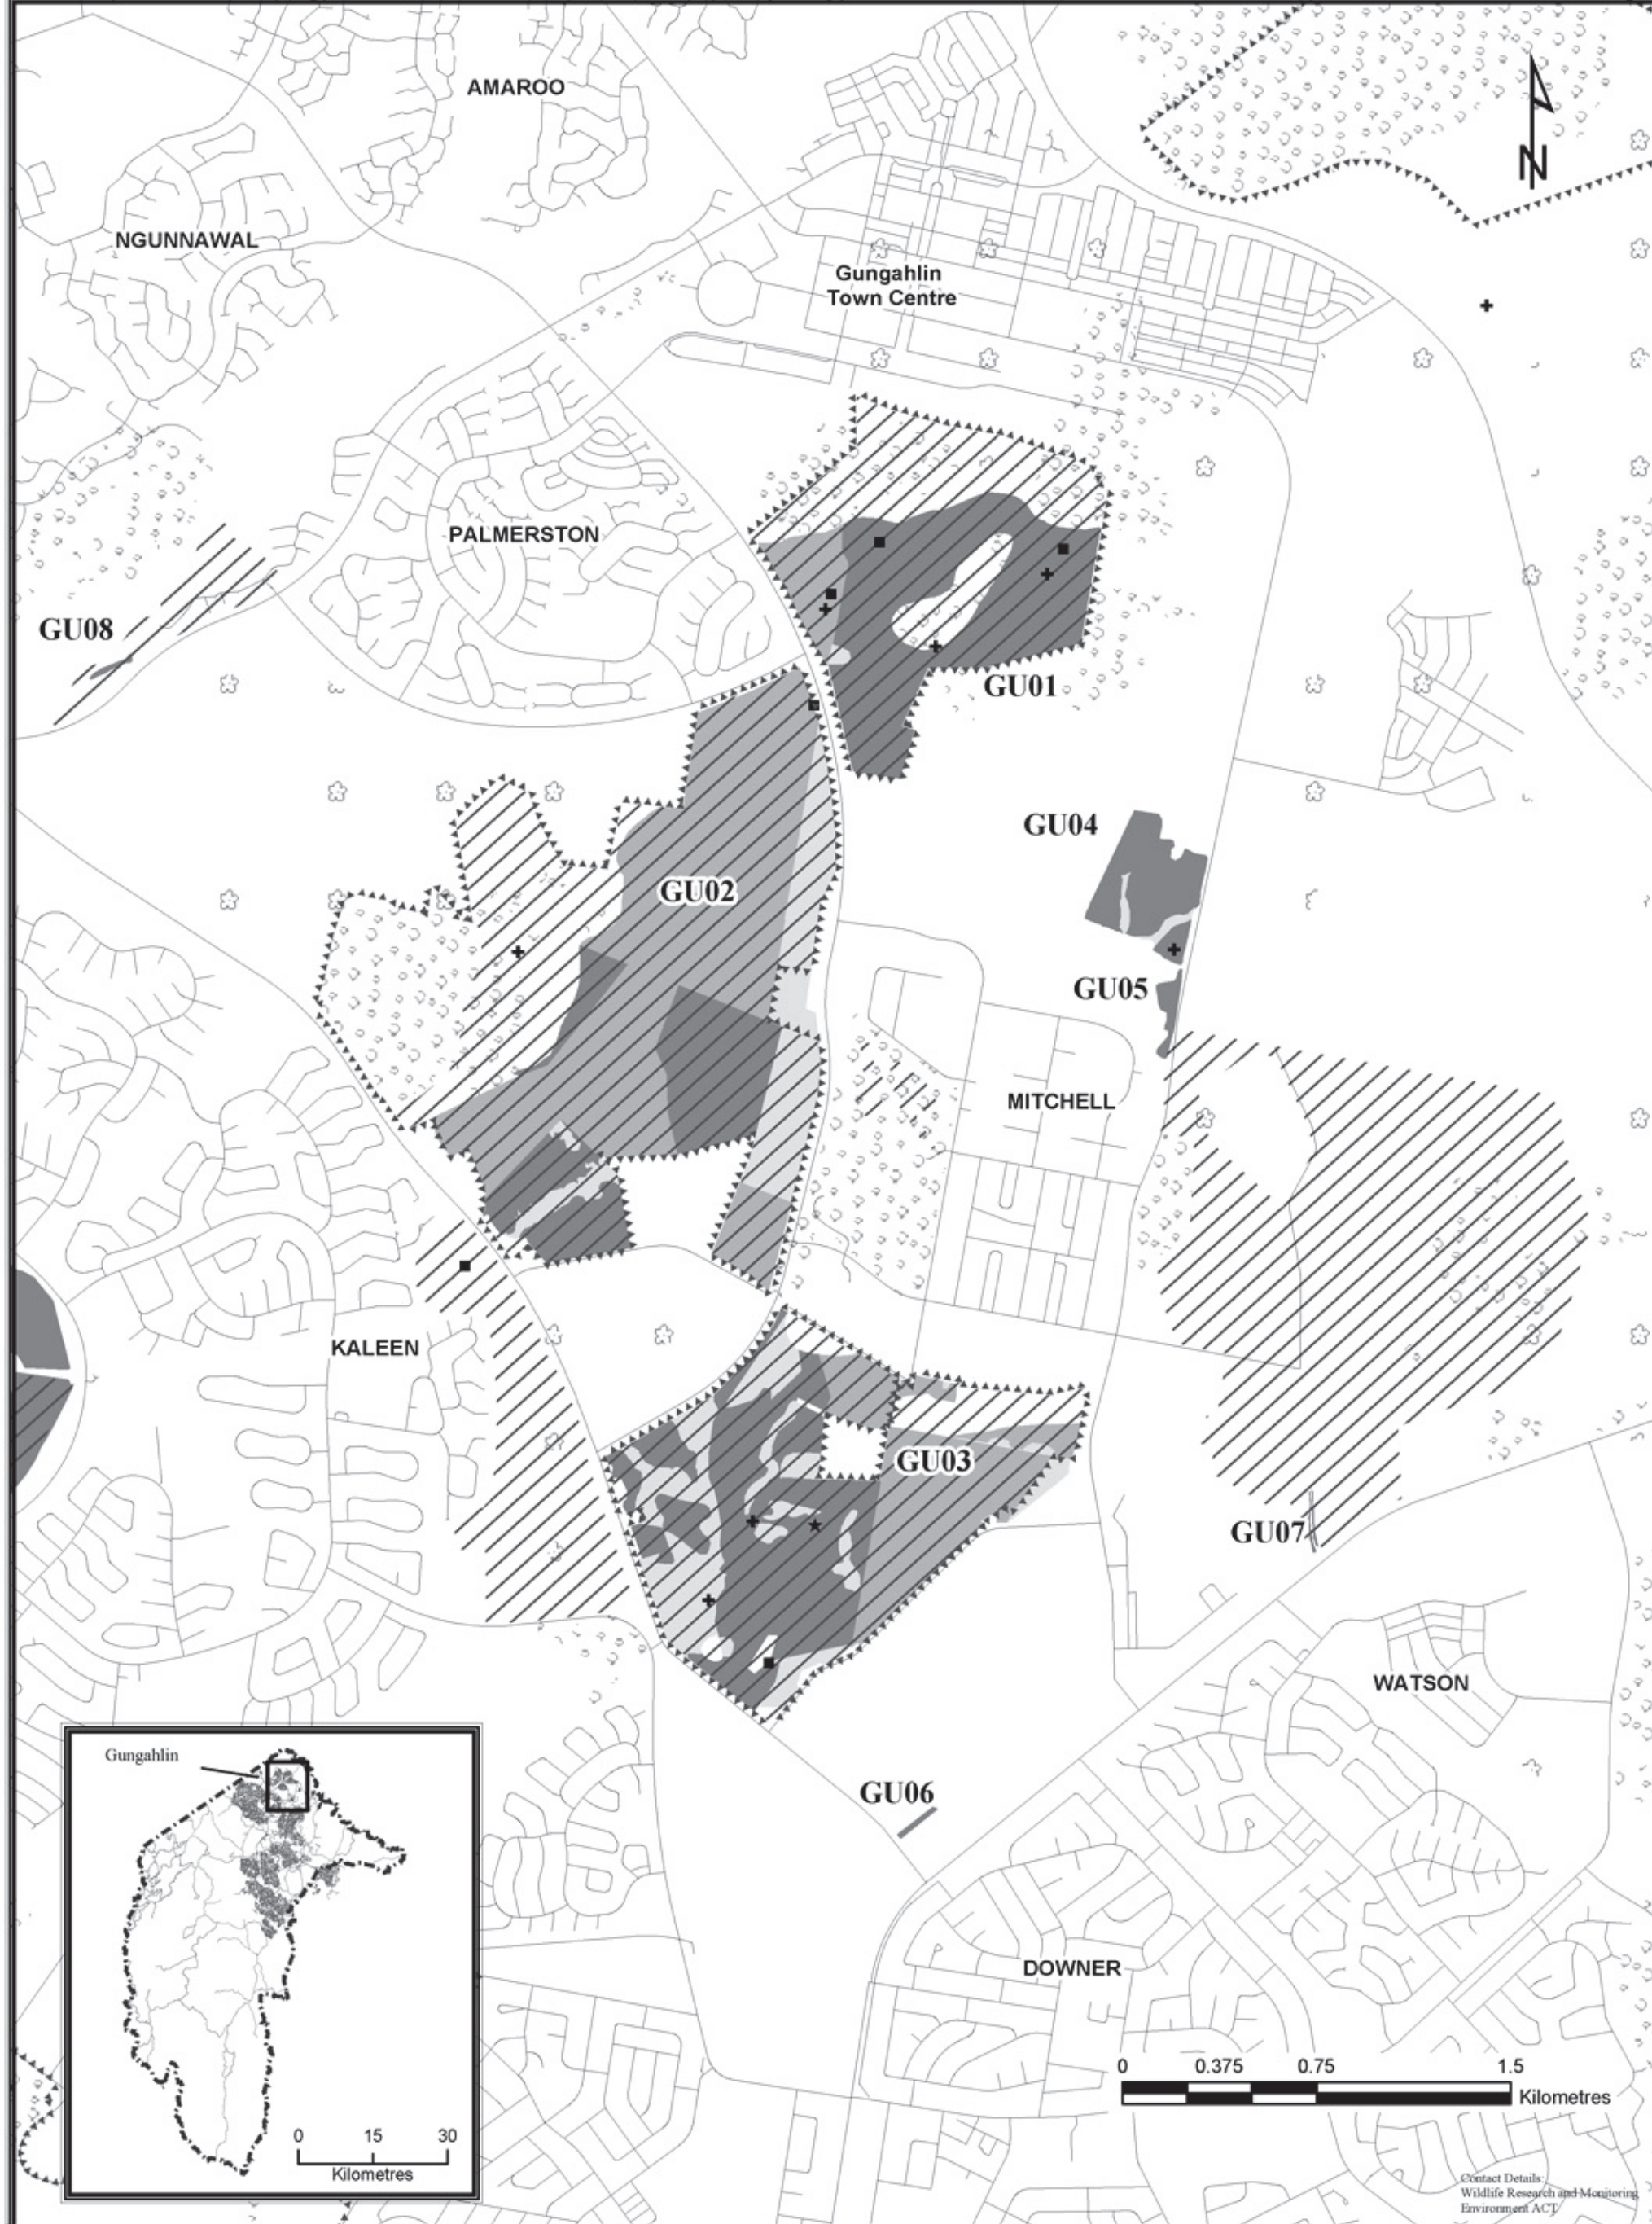 AMAROO
N
NGUNNAWAL
Gungahlin
Town Centre
PALMERSTON
GU08
GU01
GU04
GU02
GU05
MITCHELL
KALEEN
GU03
GU07
WATSON
Gungahlin
GU06
DOWNER
0 0.375 0.75 1.5
Kilometres
0 15 30
Kilometres
Contact Details:
Wildlife Research and Monitoring
Environment ACT